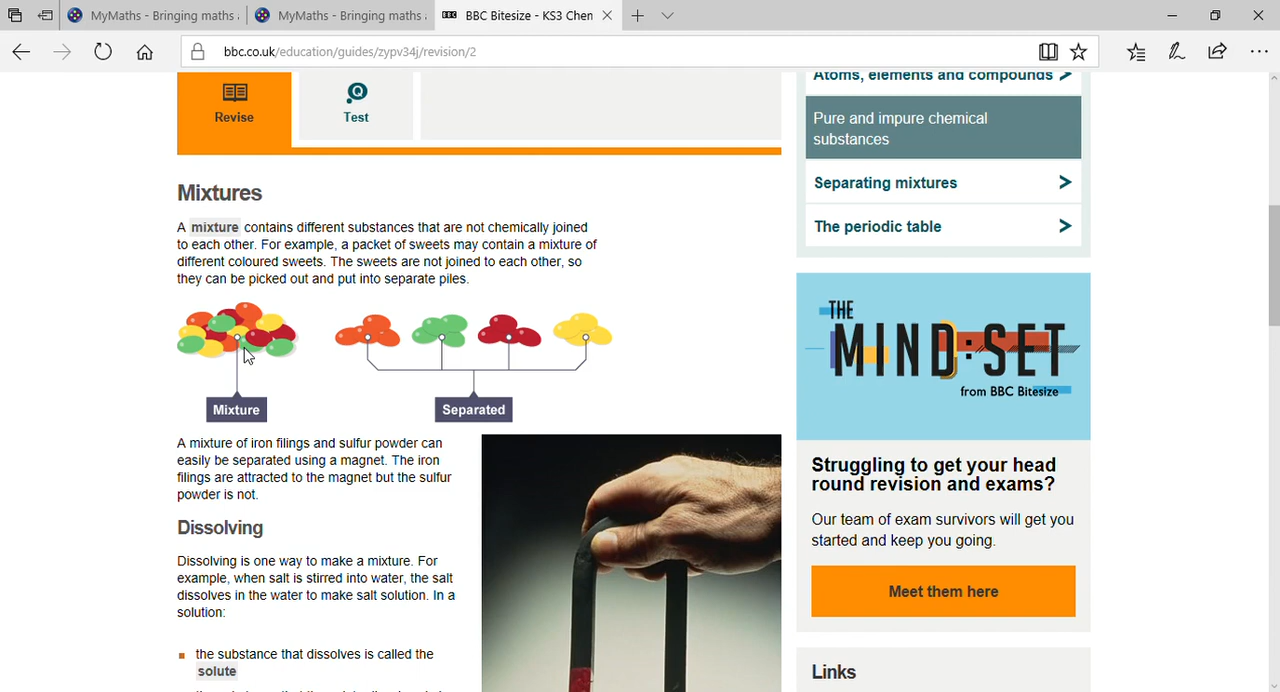 MyMaths - Bringing maths
MyMaths - Bringing maths
BBC BBC Bitesize - KS3 Chen
bbc.co.uk/education/guides/zypv34j/revision/2
Revise
Q
Test
Mixtures
A mixture contains different substances that are not chemically joined
to each other. For example, a packet of sweets may contain a mixture of
different coloured sweets. The sweets are not joined to each other, so
they can be picked out and put into separate piles.
Mixture
Separated
A mixture of iron filings and sulfur powder can
easily be separated using a magnet. The iron
filings are attracted to the magnet but the sulfur
powder is not.
Dissolving
Dissolving is one way to make a mixture. For
example, when salt is stirred into water, the salt
dissolves in the water to make salt solution. In a
solution:
the substance that dissolves is called the
solute
Atoms, elements and compounds
Pure and impure chemical
substances
Separating mixtures
The periodic table
THE
MIND:SET
from BBC Bitesize
Struggling to get your head
round revision and exams?
Our team of exam survivors will get you
started and keep you going.
Meet them here
Links